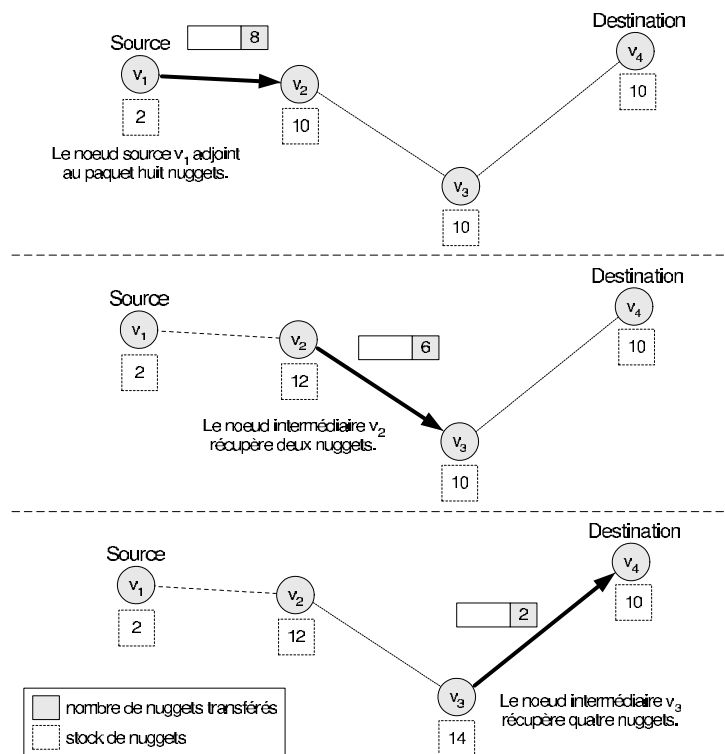 Source
8
Destination
v1
v2
v4
2
10
10
Le noeud source v1 adjoint
au paquet huit nuggets.
v3
10
Source
Destination
v1
v2
6
v4
2
12
10
Le noeud intermédiaire v2
récupère deux nuggets.
v3
10
Source
Destination
v1
v2
v4
2
12
2
10
v3
14
Le noeud intermédiaire v3
récupère quatre nuggets.
nombre de nuggets transférés
stock de nuggets